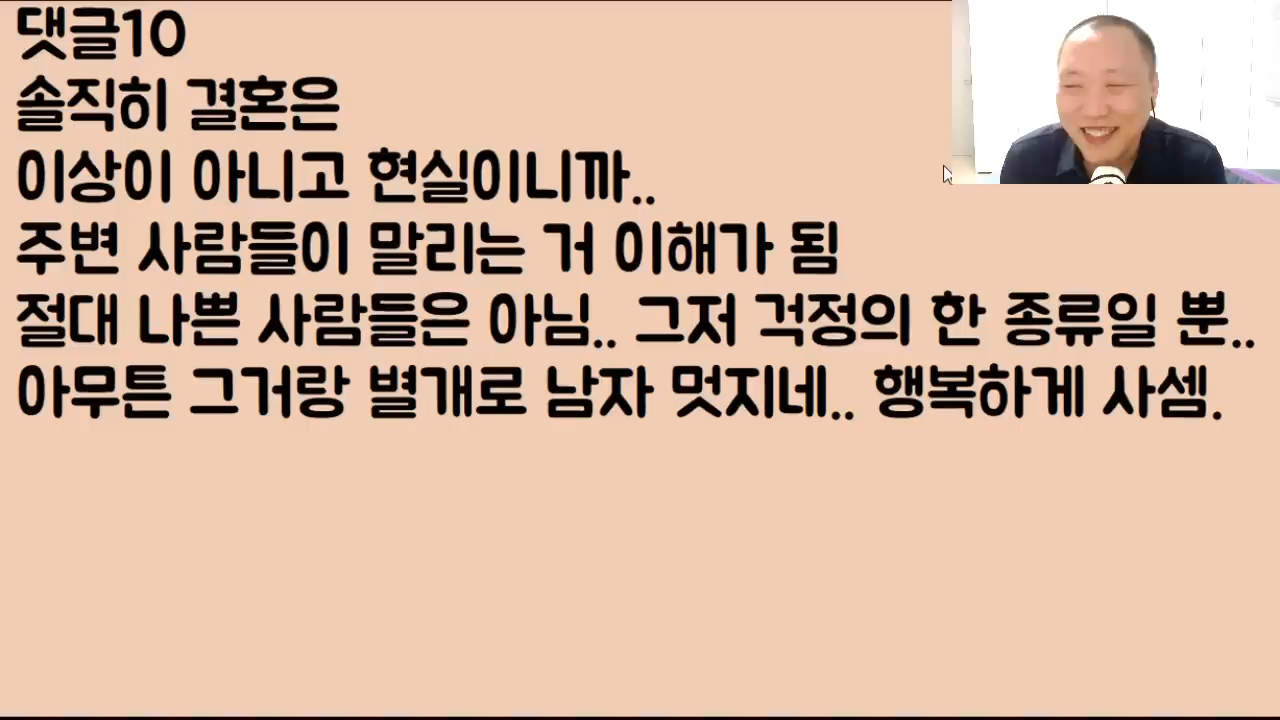 댓글10
솔직히 결혼은
이상이 아니고 현실이니까..
주변 사람들이 말리는 거 이해가 됨
절대 나쁜 사람들은 아님.. 그저 걱정의 한 종류일 뿐..
아무튼 그거랑 별개로 남자 멋지네.. 행복하게 사셈.